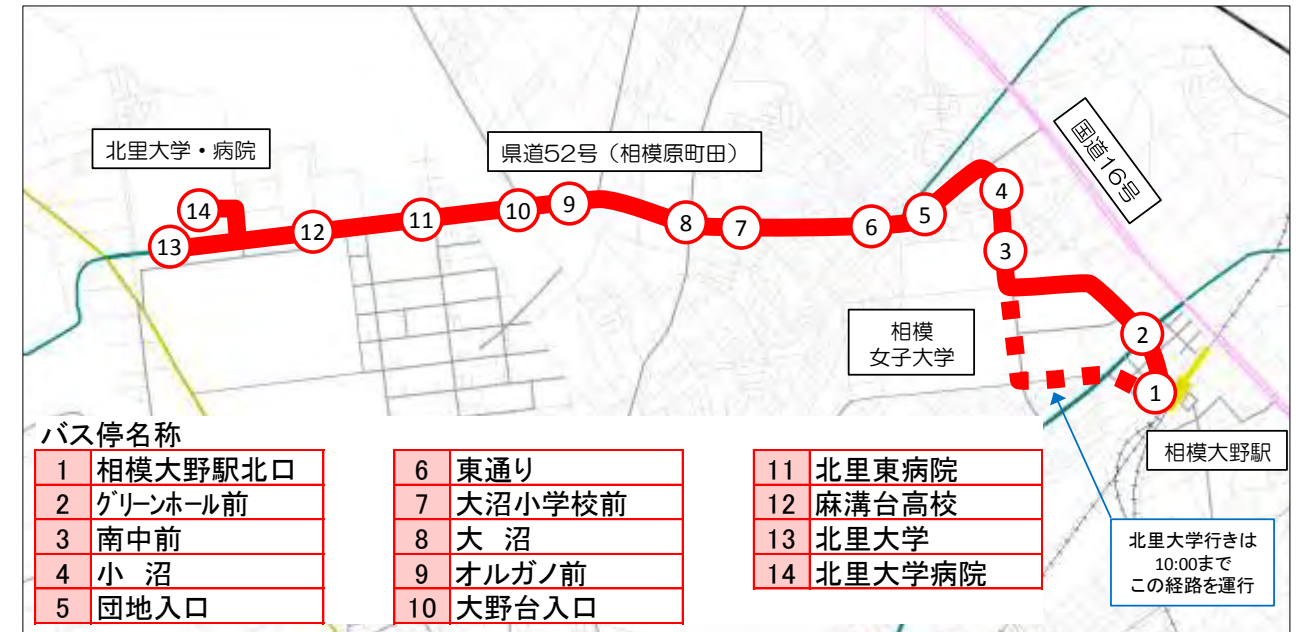 北里大学・病院
県道52号（相模原町田）
国道16号
14
13
12
11
10
9
8
7
6
5
4
3
2
1
相模
女子大学
相模大野駅
北里大学行きは
10:00まで
この経路を運行
バス停名称
1 相模大野駅北口
2 グリーンホール前
3 南中前
4 小　沼
5 団地入口
6 東通り
7 大沼小学校前
8 大　沼
9 オルガノ前
10 大野台入口
11 北里東病院
12 麻溝台高校
13 北里大学
14 北里大学病院